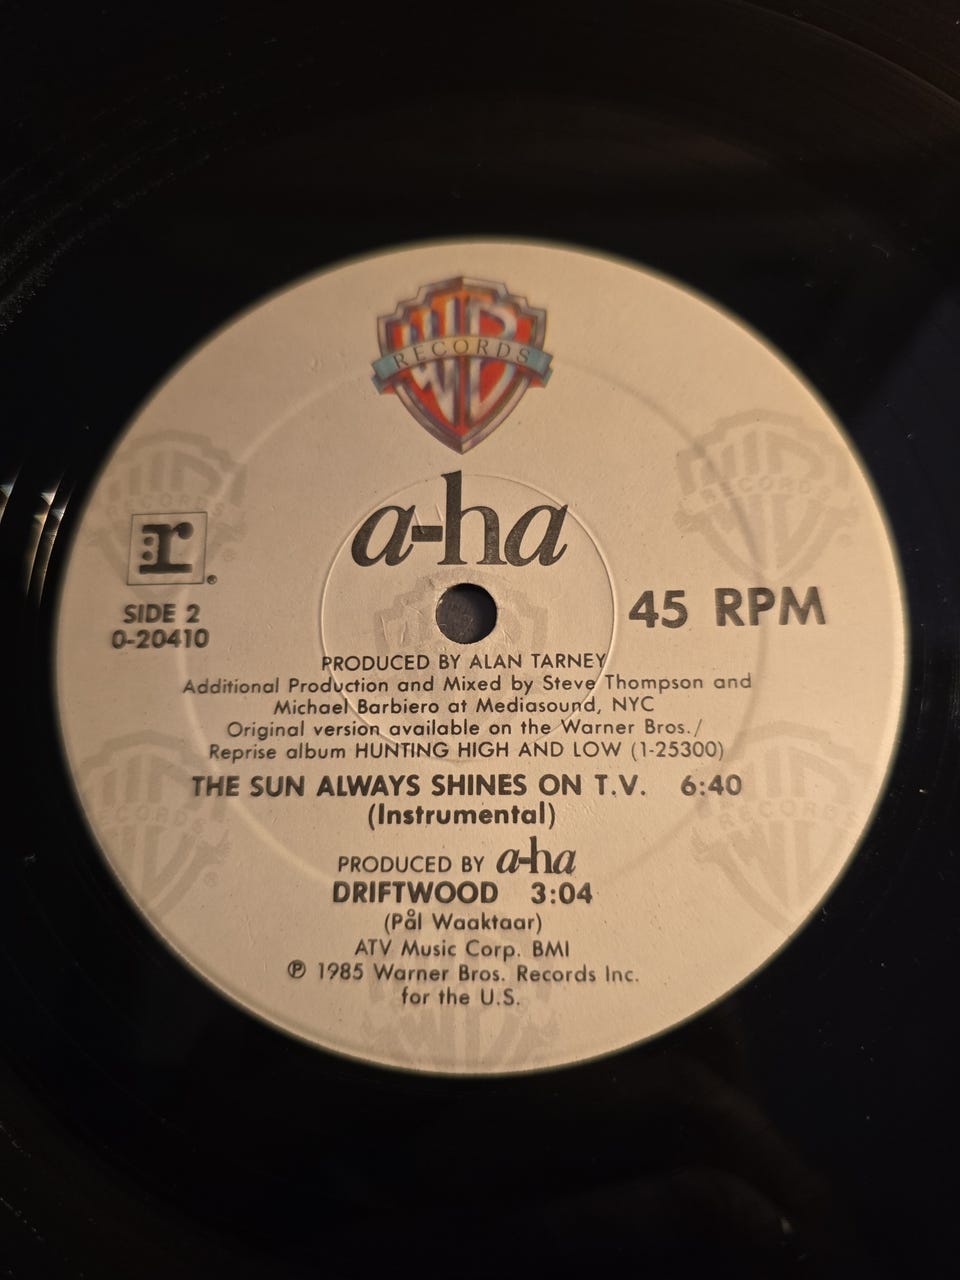 WB
RECORDS
a-ha
r
SIDE 2
0-20410
45 RPM
PRODUCED BY ALAN TARNEY
Additional Production and Mixed by Steve Thompson and
Michael Barbiero at Mediasound, NYC
Original version available on the Warner Bros./
Reprise album HUNTING HIGH AND LOW (1-25300)
THE SUN ALWAYS SHINES ON T.V. 6:40
(Instrumental)
PRODUCED BY a-ha
DRIFTWOOD 3:04
(Pål Waaktaar)
ATV Music Corp. BMI
℗ 1985 Warner Bros. Records Inc.
for the U.S.